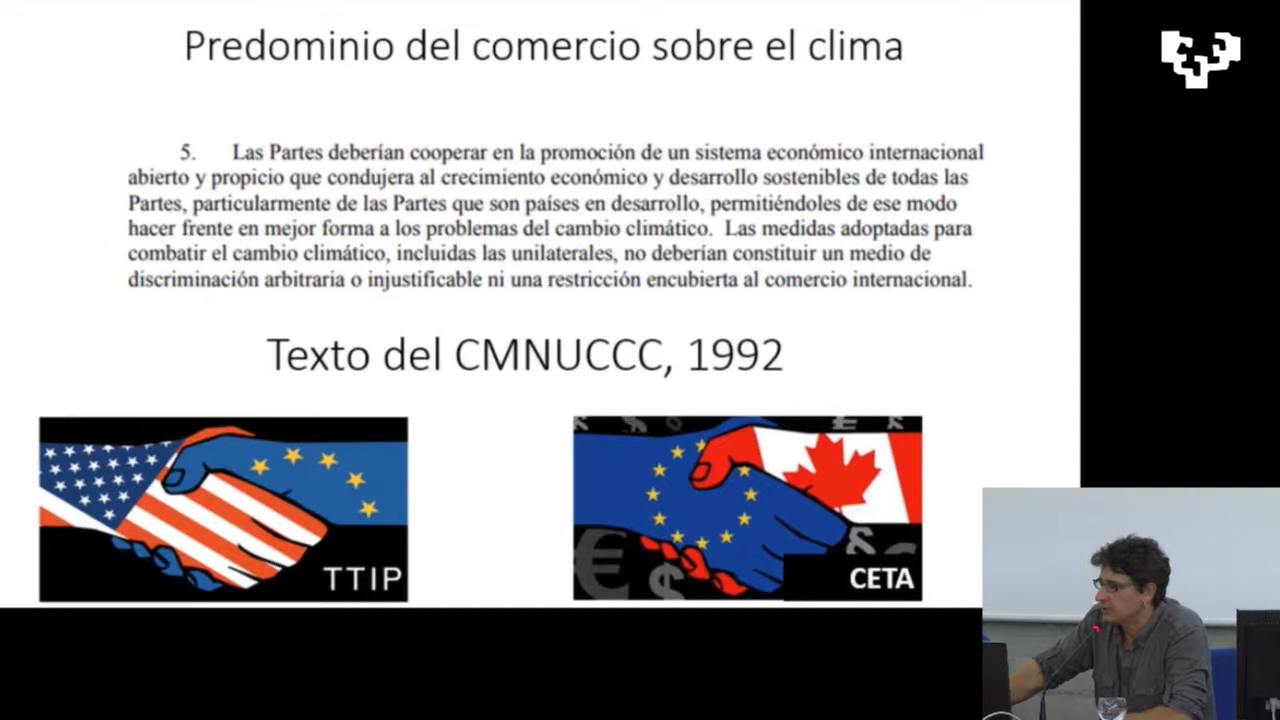 Predominio del comercio sobre el clima
5. Las Partes deberían cooperar en la promoción de un sistema económico internacional
abierto y propicio que condujera al crecimiento económico y desarrollo sostenibles de todas las
Partes, particularmente de las Partes que son países en desarrollo, permitiéndoles de ese modo
hacer frente en mejor forma a los problemas del cambio climático. Las medidas adoptadas para
combatir el cambio climático, incluidas las unilaterales, no deberían constituir un medio de
discriminación arbitraria o injustificable ni una restricción encubierta al comercio internacional.
Texto del CMNUCCC, 1992
TTIP
CETA